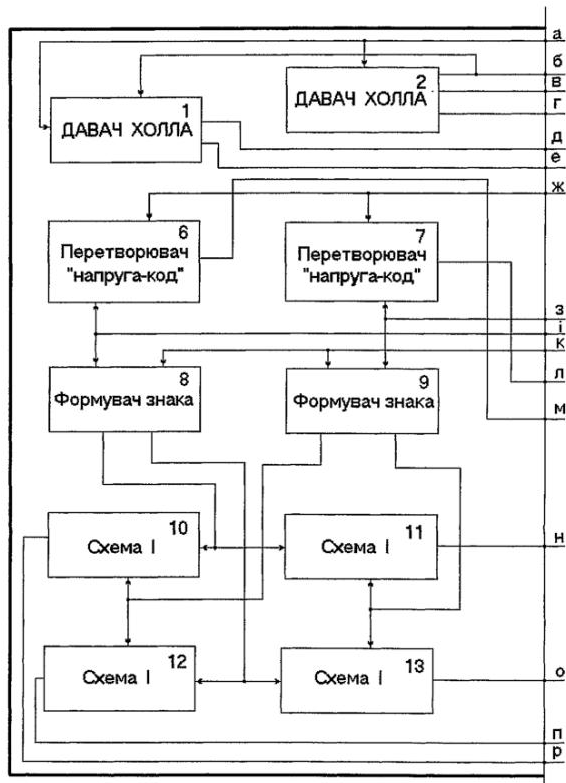 а
б
2
ДАВАЧ ХОЛЛА
в
г
1
ДАВАЧ ХОЛЛА
д
е
ж
6
Перетворювач
"напруга-код"
7
Перетворювач
"напруга-код"
з
і
к
8
Формувач знака
9
Формувач знака
л
м
10
Схема І
11
Схема І
н
12
Схема І
13
Схема І
о
п
р